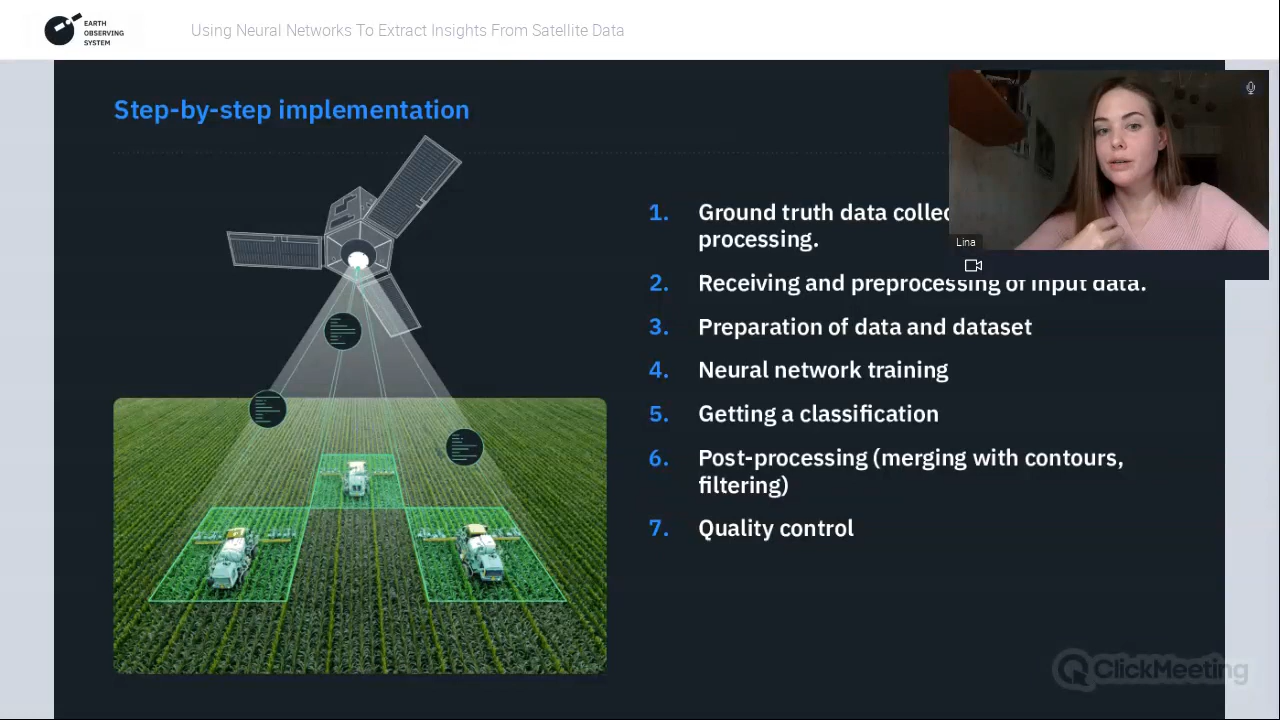 EARTH
OBSERVING
SYSTEM
Using Neural Networks To Extract Insights From Satellite Data
Step-by-step implementation
1. Ground truth data
processing.
2. Receiving and preprocessing of input data.
3. Preparation of data and dataset
4. Neural network training
5. Getting a classification
6. Post-processing (merging with contours,
filtering)
7. Quality control
Lina
ClickMeeting